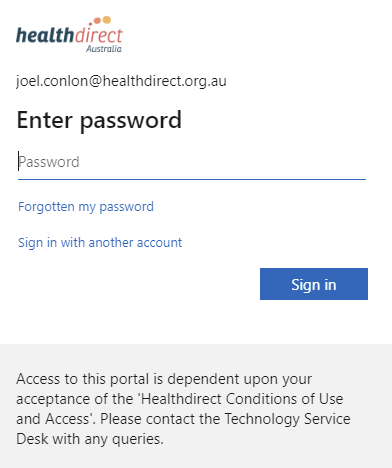 healthdirect
Australia
joel.conlon@healthdirect.org.au
Enter password
Password
Forgotten my password
Sign in with another account
Sign in
Access to this portal is dependent upon your
acceptance of the 'Healthdirect Conditions of Use
and Access'. Please contact the Technology Service
Desk with any queries.